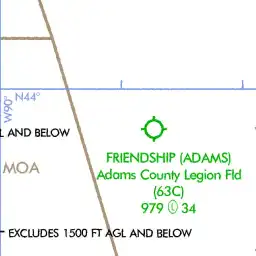 N44°
W90°
L AND BELOW
FRIENDSHIP (ADAMS)
Adams County Legion Fld
(63C)
979 Ⓛ 34
MOA
EXCLUDES 1500 FT AGL AND BELOW